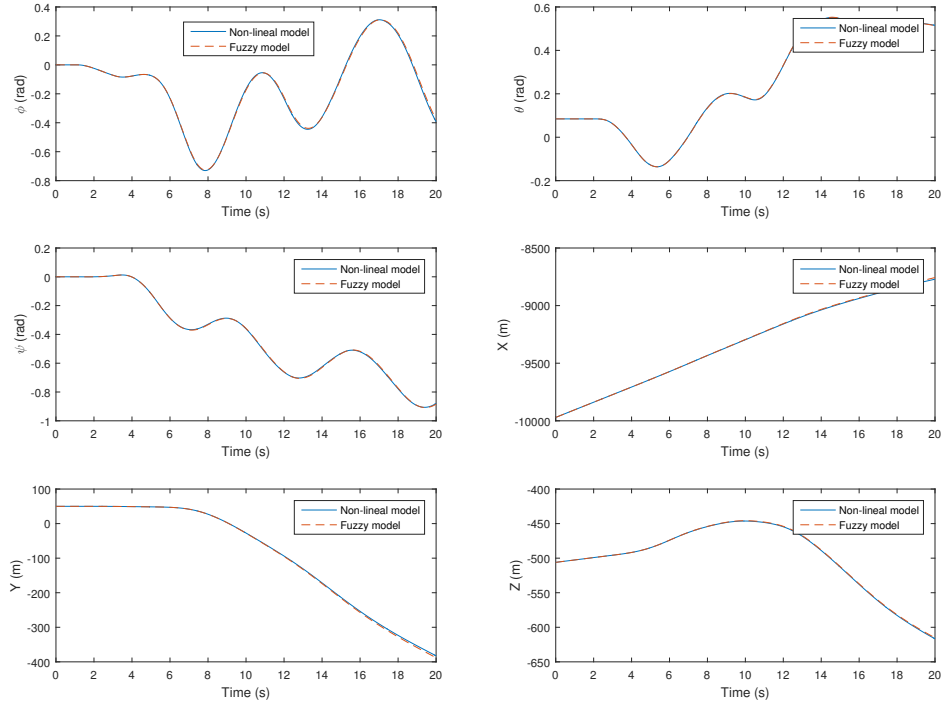 0.4
0.2
0
-0.2
-0.4
-0.6
-0.8
ϕ (rad)
Non-lineal model
Fuzzy model
0 2 4 6 8 10 12 14 16 18 20
Time (s)
0.6
0.4
0.2
0
-0.2
θ (rad)
Non-lineal model
Fuzzy model
0 2 4 6 8 10 12 14 16 18 20
Time (s)
0.2
0
-0.2
-0.4
-0.6
-0.8
-1
ψ (rad)
Non-lineal model
Fuzzy model
0 2 4 6 8 10 12 14 16 18 20
Time (s)
-8500
-9000
-9500
-10000
X (m)
Non-lineal model
Fuzzy model
0 2 4 6 8 10 12 14 16 18 20
Time (s)
100
0
-100
-200
-300
-400
Y (m)
Non-lineal model
Fuzzy model
0 2 4 6 8 10 12 14 16 18 20
Time (s)
-400
-450
-500
-550
-600
-650
Z (m)
Non-lineal model
Fuzzy model
0 2 4 6 8 10 12 14 16 18 20
Time (s)